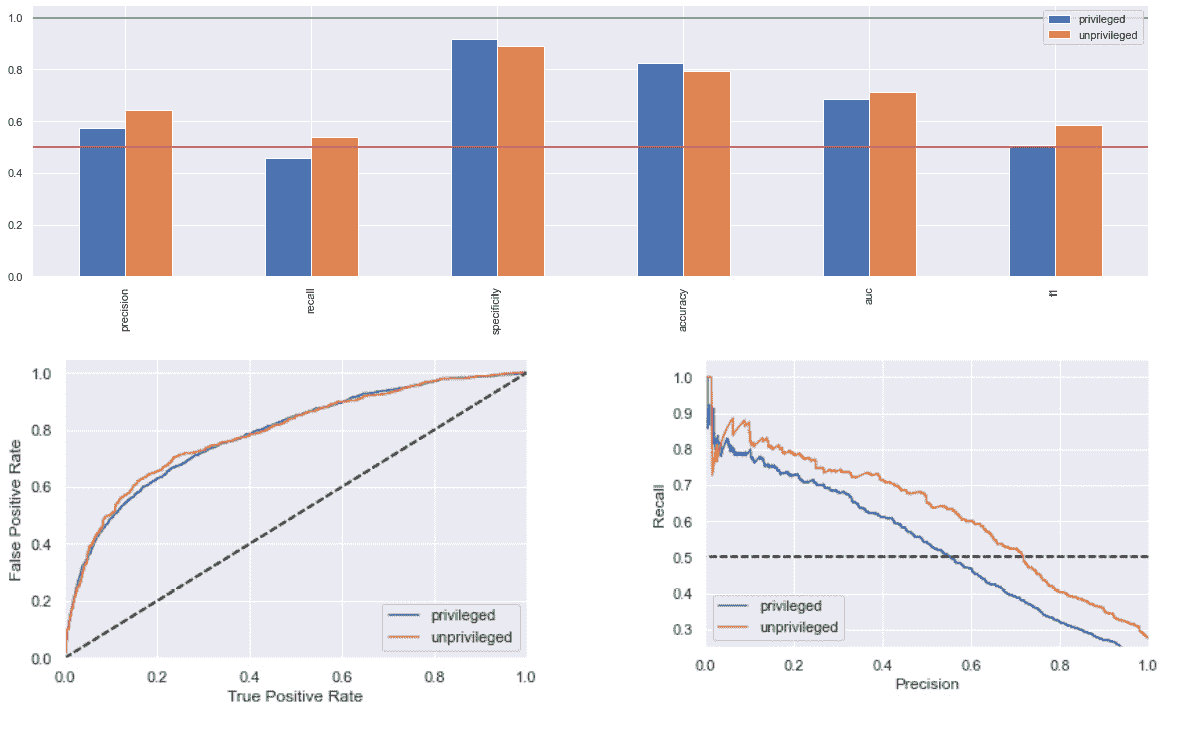 1.0
0.8
0.6
0.4
0.2
0.0
privileged
unprivileged
precision
recall
specificity
accuracy
auc
f1
1.0
0.8
0.6
0.4
0.2
0.0
False Positive Rate
privileged
unprivileged
0.0 0.2 0.4 0.6 0.8 1.0
True Positive Rate
1.0
0.9
0.8
0.7
0.6
0.5
0.4
0.3
Recall
privileged
unprivileged
0.0 0.2 0.4 0.6 0.8 1.0
Precision